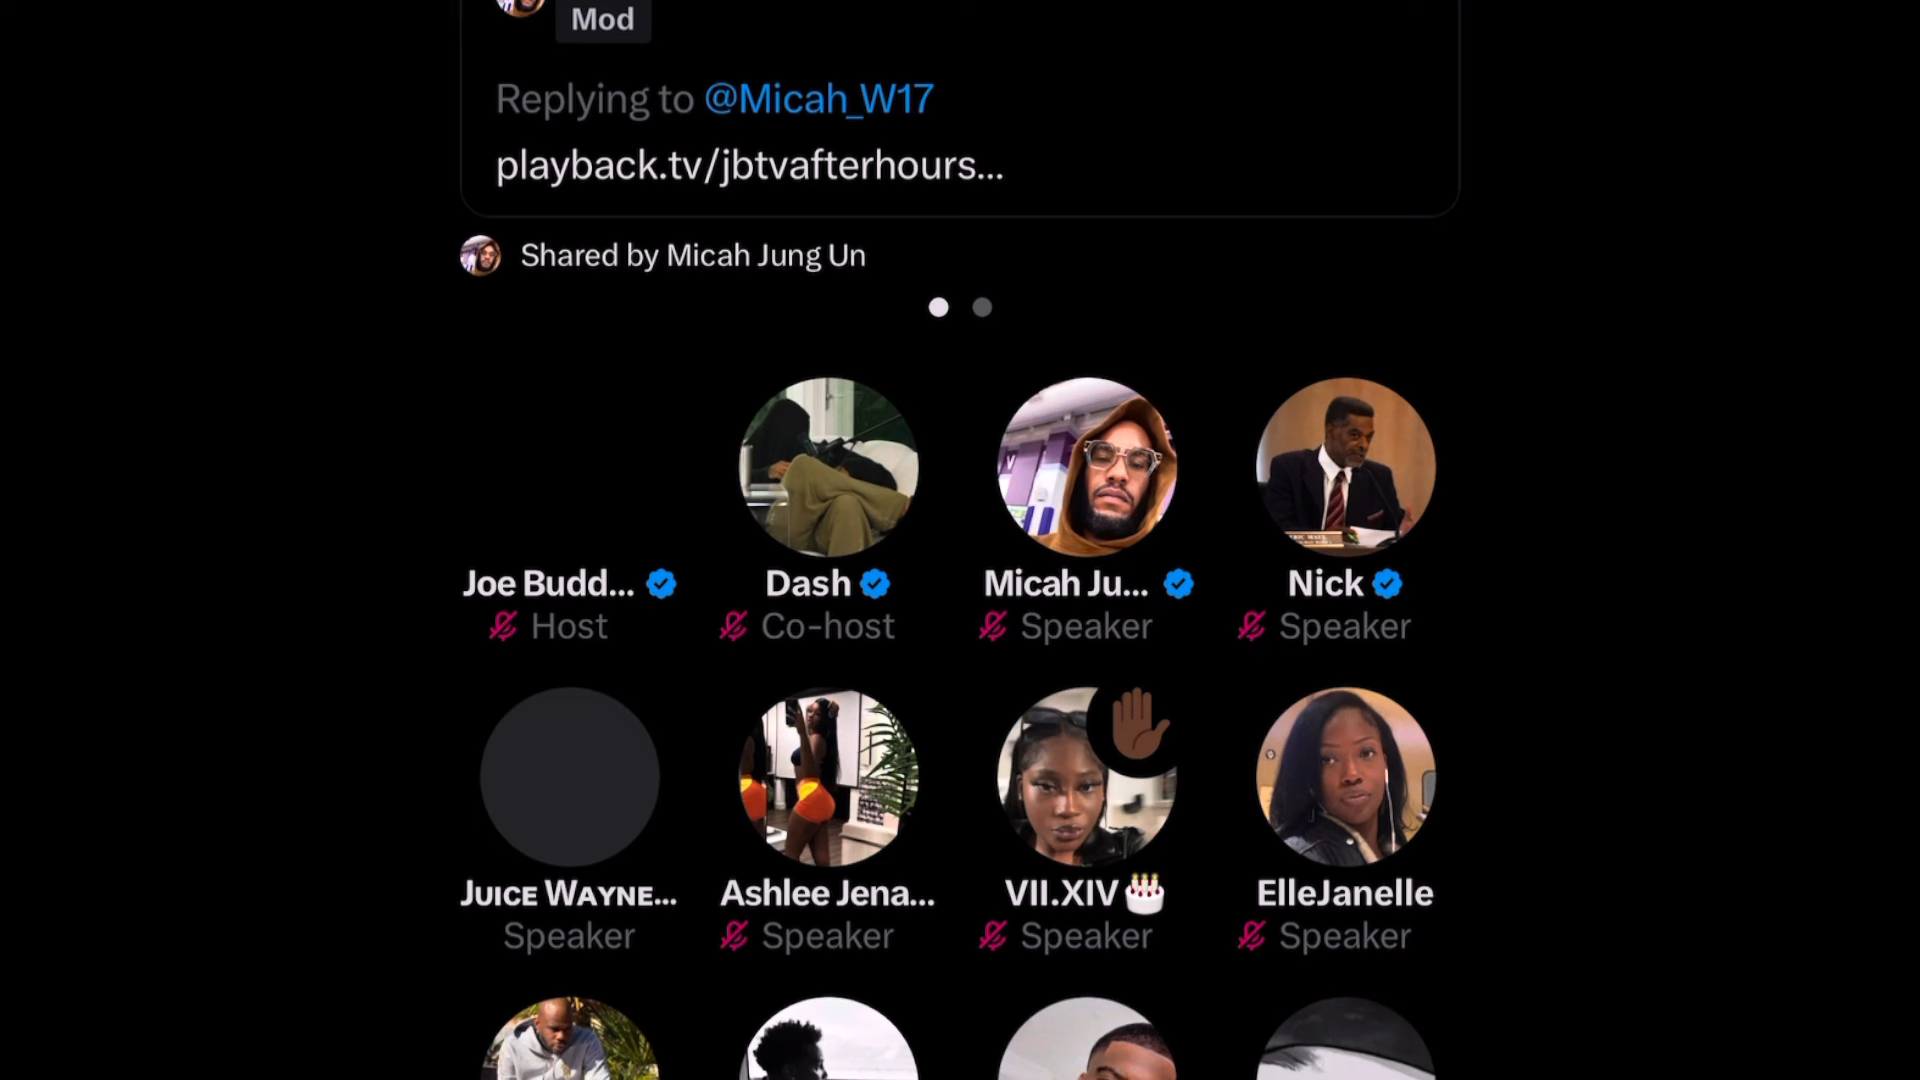 Mod
Replying to @Micah_W17
playback.tv/jbtvafterhours...
Shared by Micah Jung Un
Joe Budd...
Dash
Micah Ju...
Nick
Host
Co-host
Speaker
Speaker
Juice Wayne...
Ashlee Jena...
VII.XIV🎂
ElleJanelle
Speaker
Speaker
Speaker
Speaker